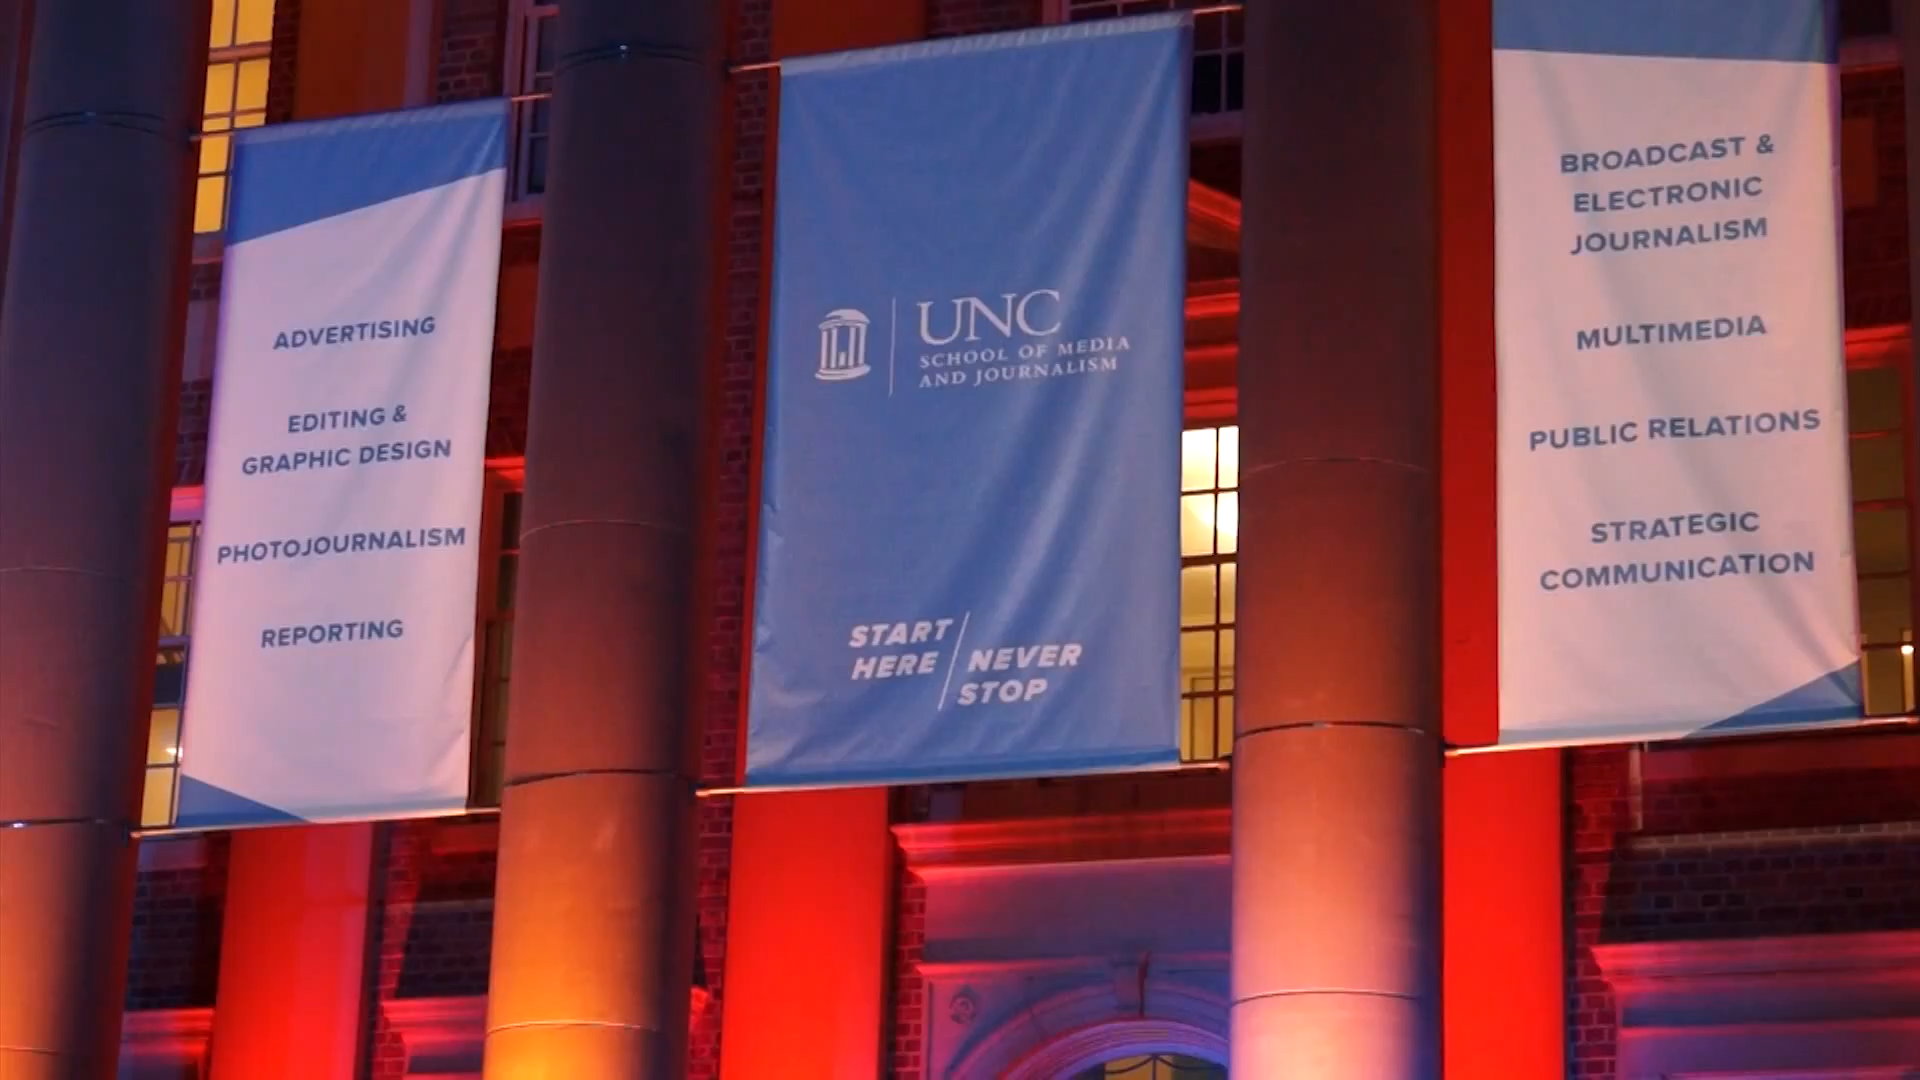 ADVERTISING
EDITING &
GRAPHIC DESIGN
PHOTOJOURNALISM
REPORTING
UNC
SCHOOL OF MEDIA
AND JOURNALISM
START
HERE
NEVER
STOP
BROADCAST &
ELECTRONIC
JOURNALISM
MULTIMEDIA
PUBLIC RELATIONS
STRATEGIC
COMMUNICATION